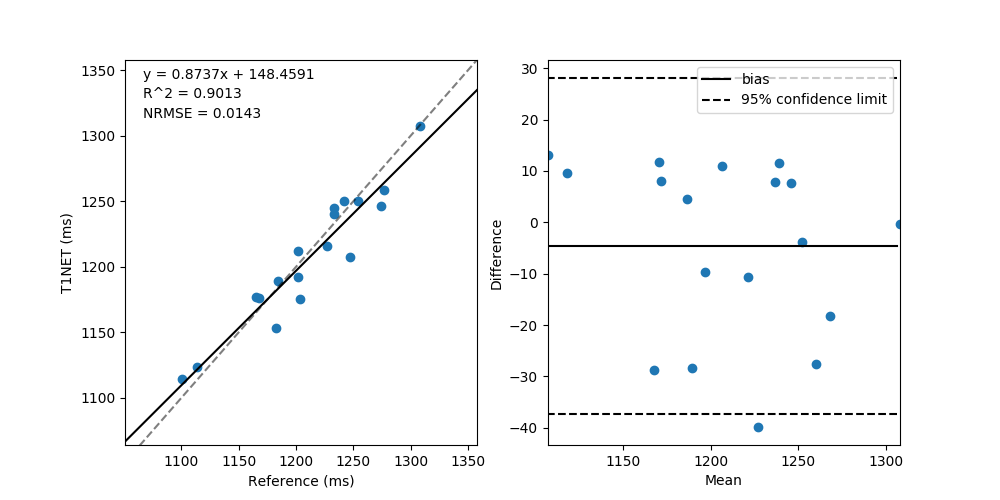 y = 0.8737x + 148.4591
R^2 = 0.9013
NRMSE = 0.0143
1350
1300
1250
1200
1150
1100
T1NET (ms)
1100 1150 1200 1250 1300 1350
Reference (ms)
bias
95% confidence limit
30
20
10
0
−10
−20
−30
−40
Difference
1150 1200 1250 1300
Mean